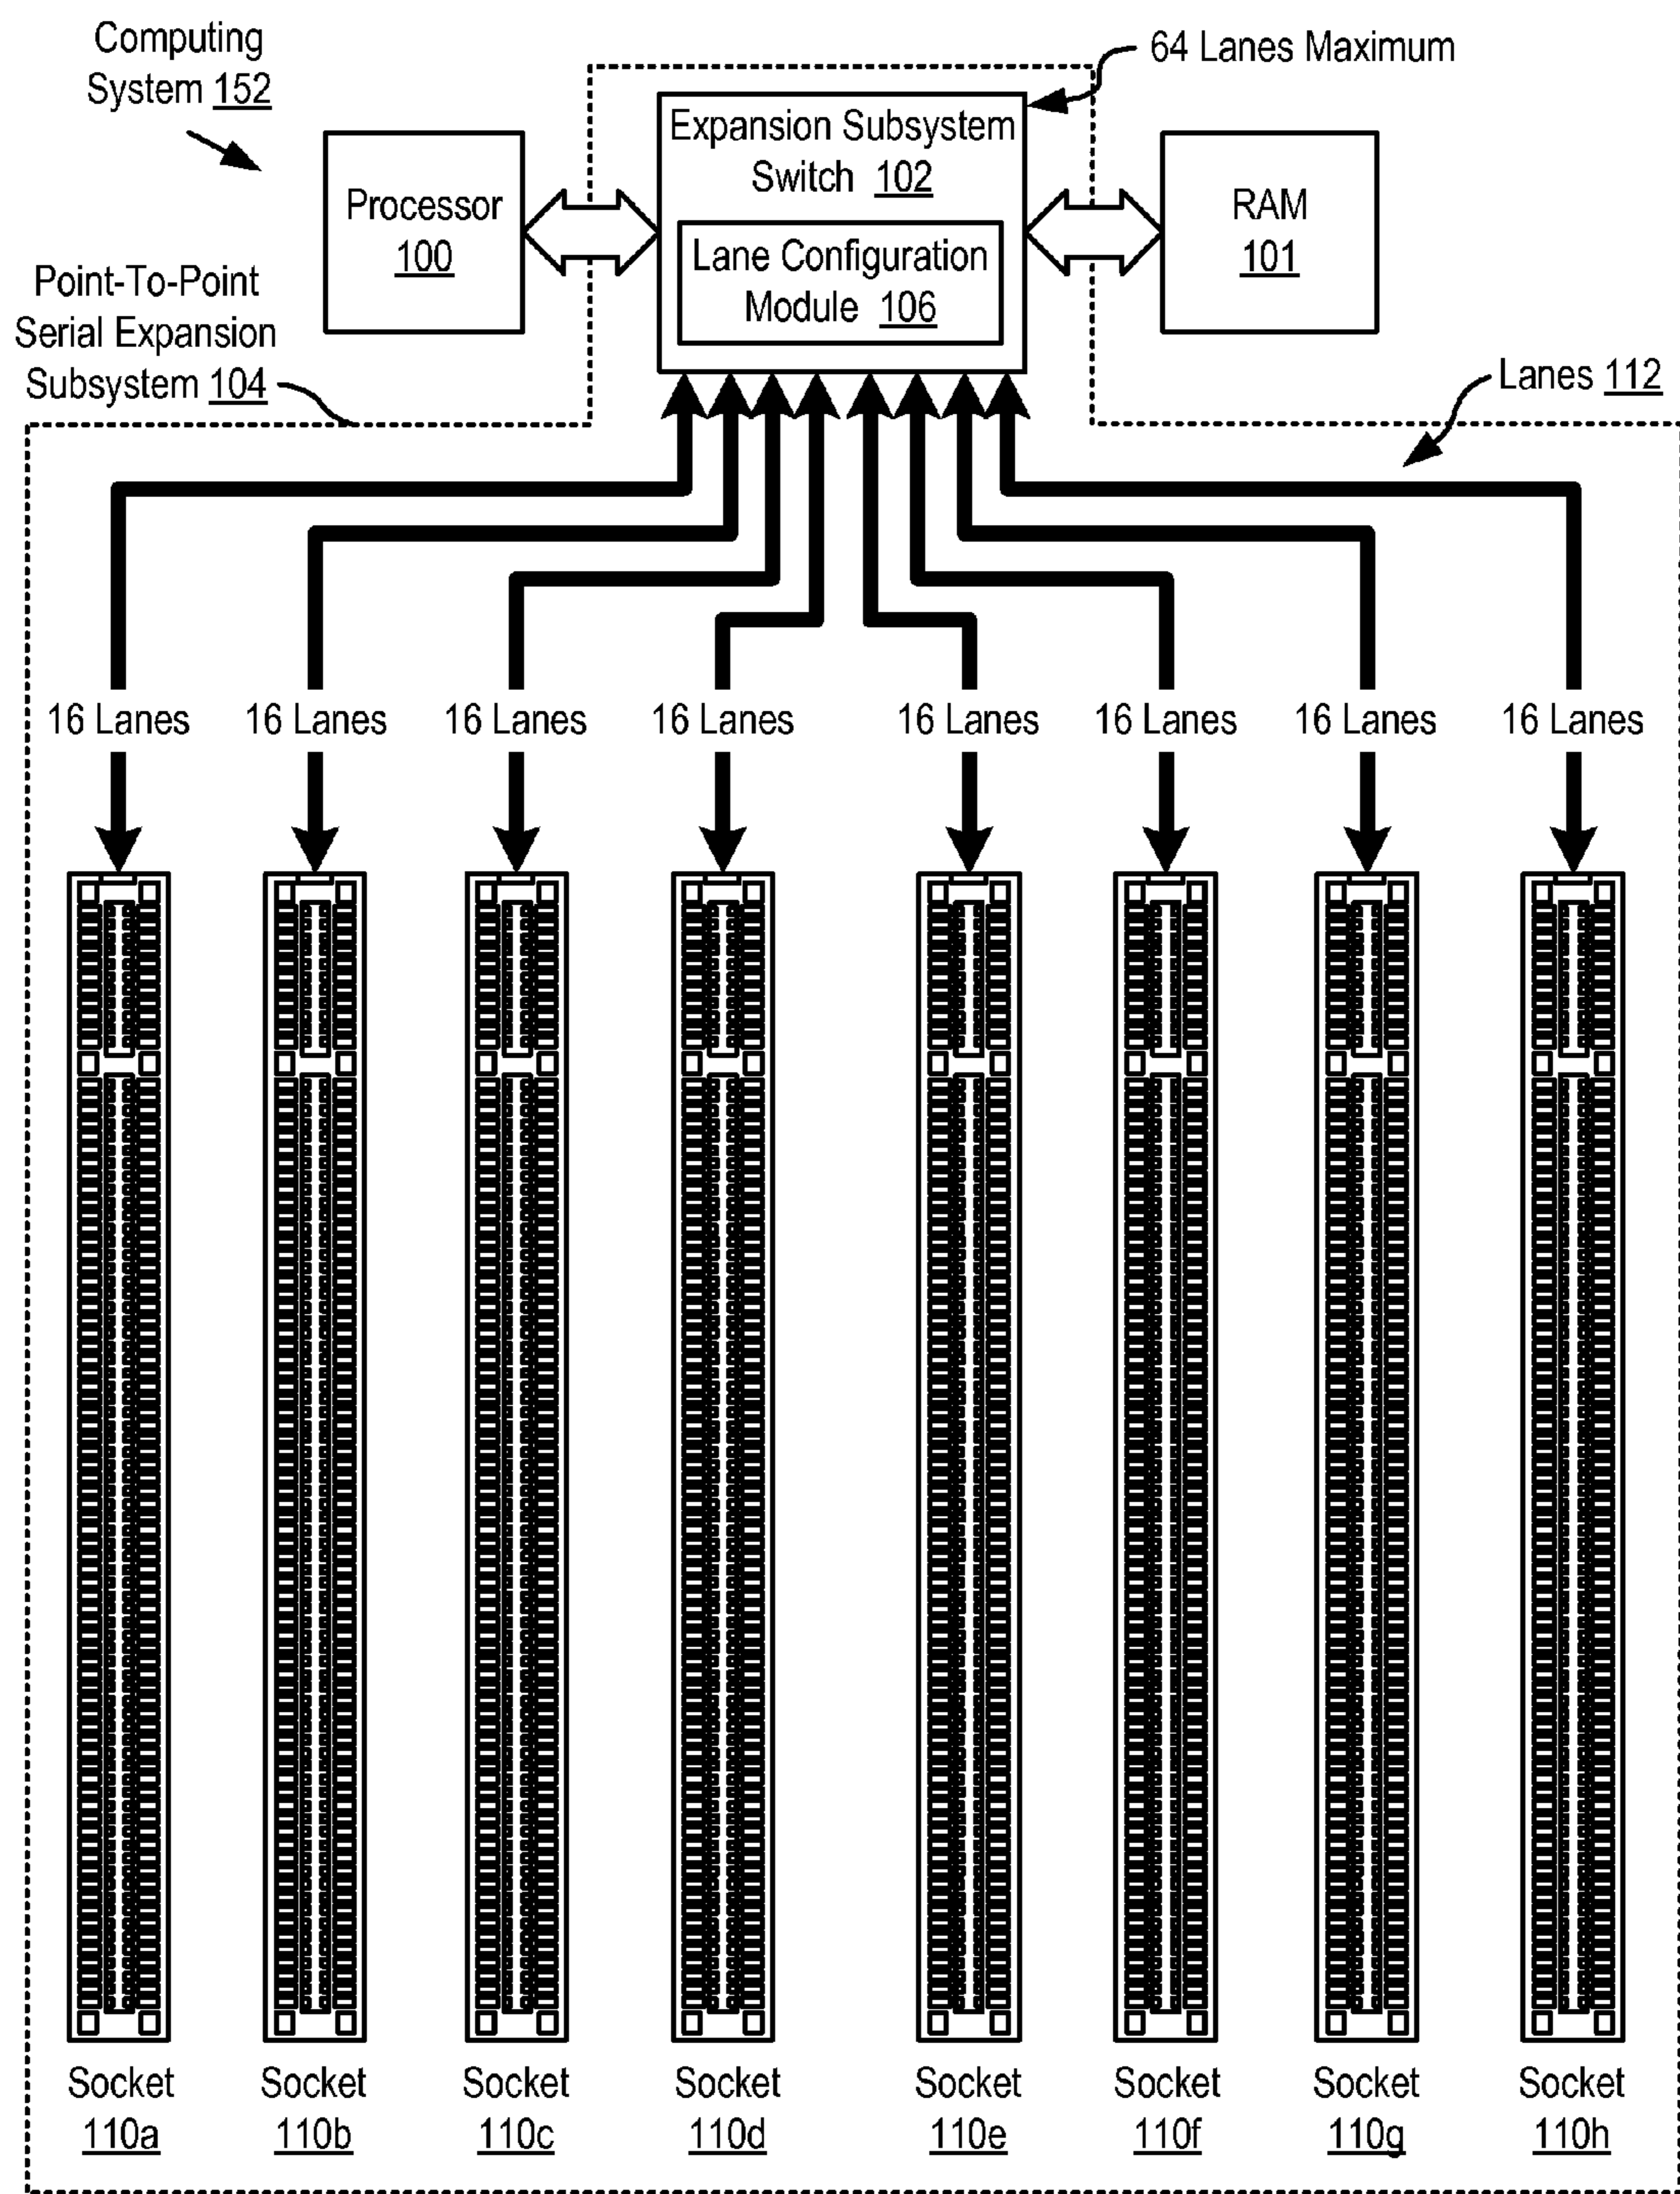 Computing
System 152
64 Lanes Maximum
Expansion Subsystem
Switch 102
Processor
100
RAM
101
Lane Configuration
Module 106
Point-To-Point
Serial Expansion
Subsystem 104
Lanes 112
16 Lanes
16 Lanes
16 Lanes
16 Lanes
16 Lanes
16 Lanes
16 Lanes
16 Lanes
Socket
110a
Socket
110b
Socket
110c
Socket
110d
Socket
110e
Socket
110f
Socket
110g
Socket
110h